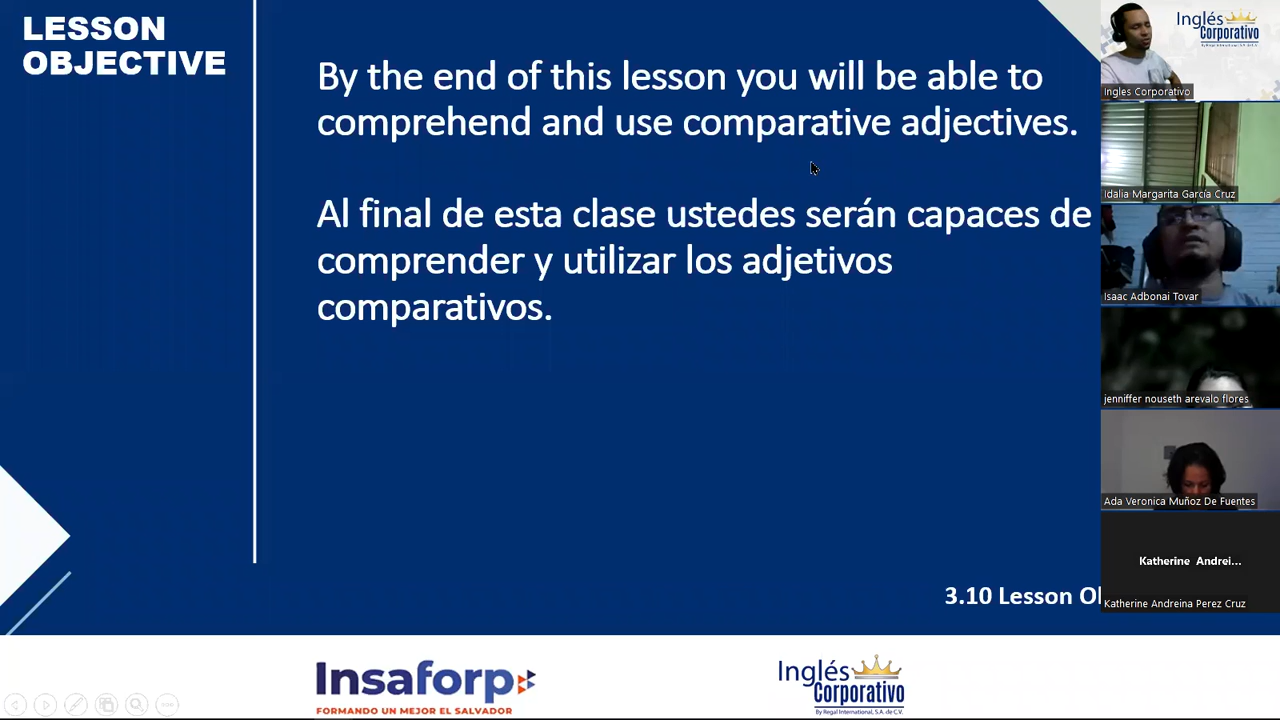 LESSON
OBJECTIVE
By the end of this lesson you will be able to
comprehend and use comparative adjectives.
Al final de esta clase ustedes serán capaces de
comprender y utilizar los adjetivos
comparativos.
3.10 Lesson O
Insaforp
FORMANDO UN MEJOR EL SALVADOR
Inglés
Corporativo
By Regal International, S.A. de C.V.
Inglés
Corporativo
Ingles Corporativo
Idalia Margarita García Cruz
Isaac Adbonai Tovar
jenniffer nouseth arevalo flores
Ada Veronica Muñoz De Fuentes
Katherine Andrei...
Katherine Andreina Perez Cruz